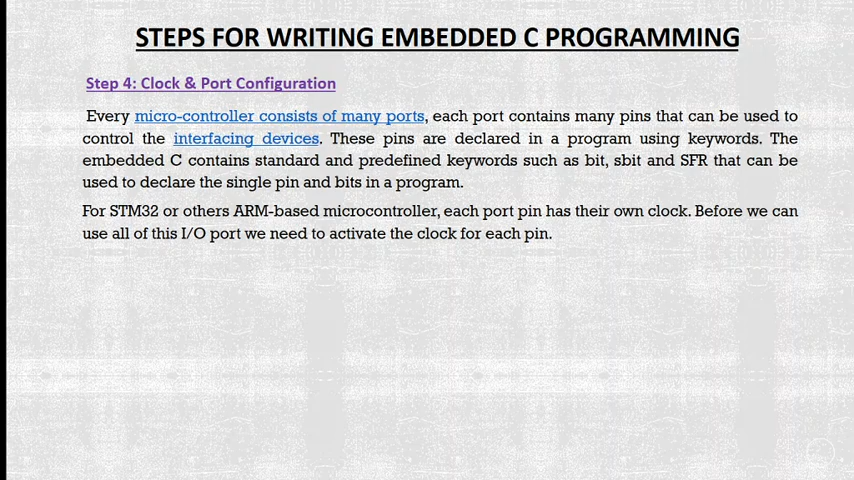 STEPS FOR WRITING EMBEDDED C PROGRAMMING
Step 4: Clock & Port Configuration
Every micro-controller consists of many ports, each port contains many pins that can be used to
control the interfacing devices. These pins are declared in a program using keywords. The
embedded C contains standard and predefined keywords such as bit, sbit and SFR that can be
used to declare the single pin and bits in a program.
For STM32 or others ARM-based microcontroller, each port pin has their own clock. Before we can
use all of this I/O port we need to activate the clock for each pin.